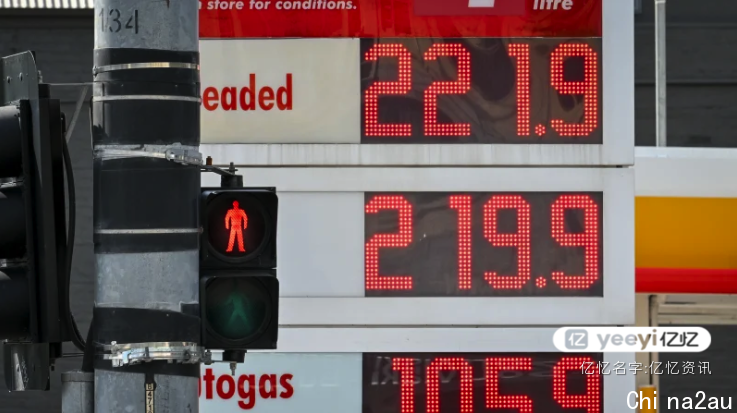 n store for conditions.
litre
134
eaded
221.9
219.9
yeeyi亿忆
亿忆名字:亿忆资讯
utogas
105.9
Chi na2au